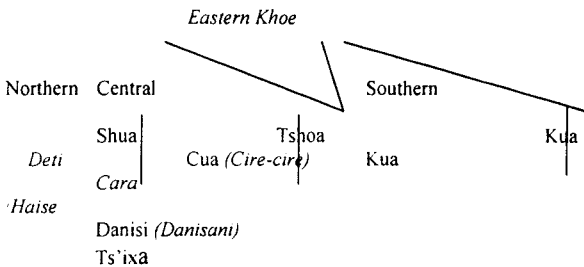 Eastern Khoe
Northern Central Southern
Shua Tshoa Kua
Deti Cua (Cire-cire) Kua
Cara
Haise
Danisi (Danisani)
Ts'ixa